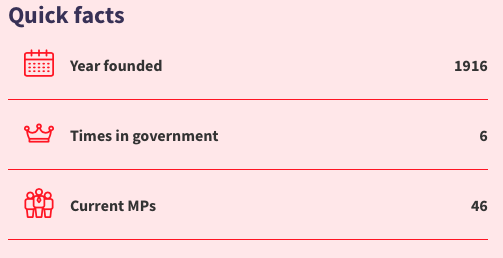 Quick facts
Year founded 1916
Times in government 6
Current MPs 46